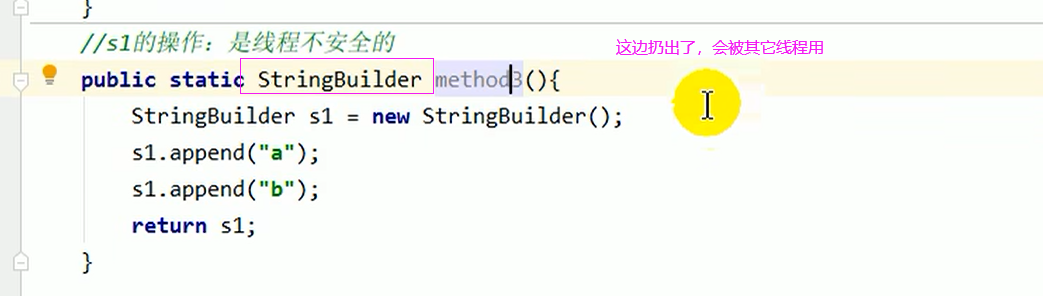 }
//s1的操作：是线程不安全的
这边扔出了，会被其它线程用
public static StringBuilder method3(){
StringBuilder s1 = new StringBuilder();
s1.append("a");
s1.append("b");
return s1;
}